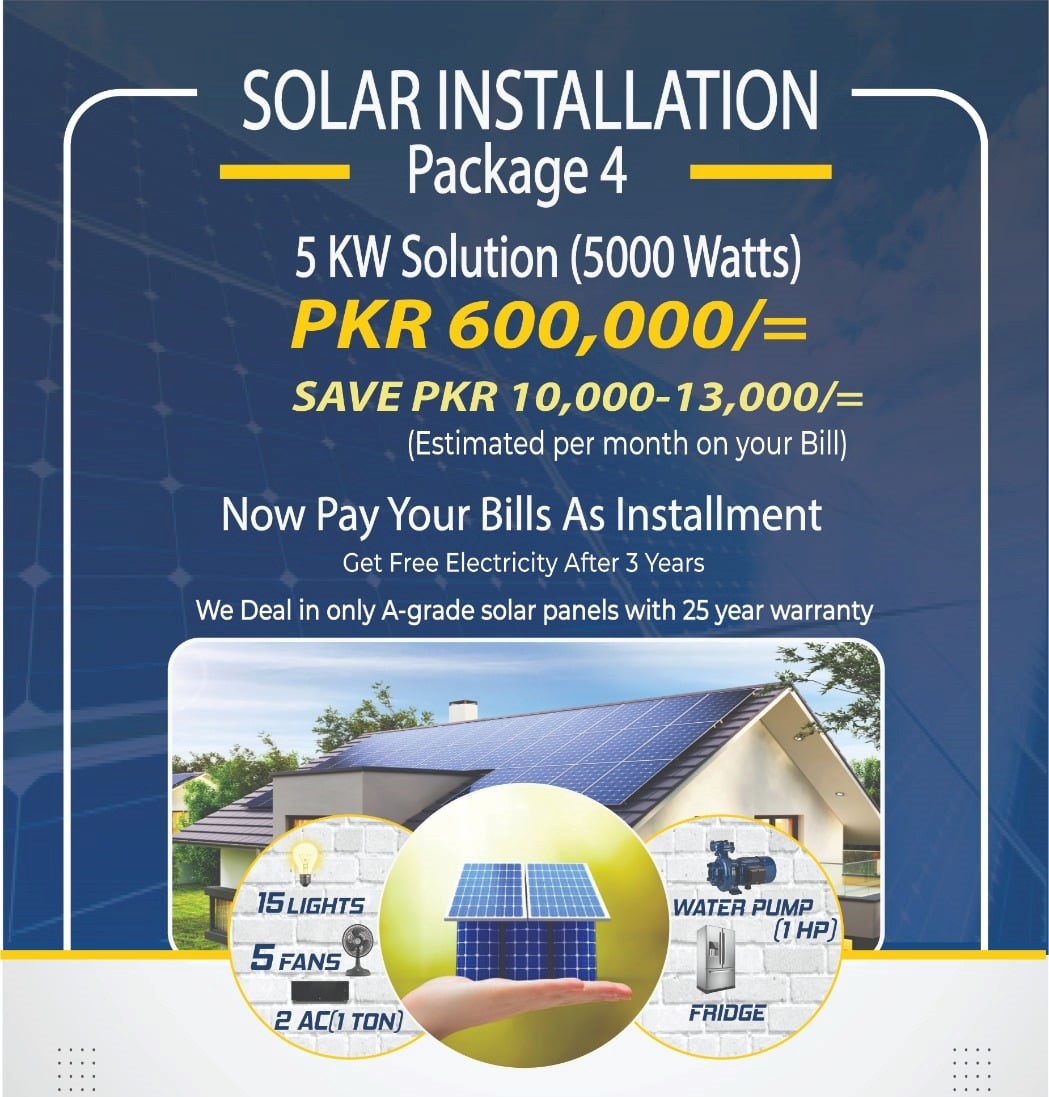 SOLAR INSTALLATION
Package 4
5 KW Solution (5000 Watts)
PKR 600,000/=
SAVE PKR 10,000-13,000/=
(Estimated per month on your Bill)
Now Pay Your Bills As Installment
Get Free Electricity After 3 Years
We Deal in only A-grade solar panels with 25 year warranty
15 LIGHTS
5 FANS
2 AC(1 TON)
WATER PUMP
(1 HP)
FRIDGE